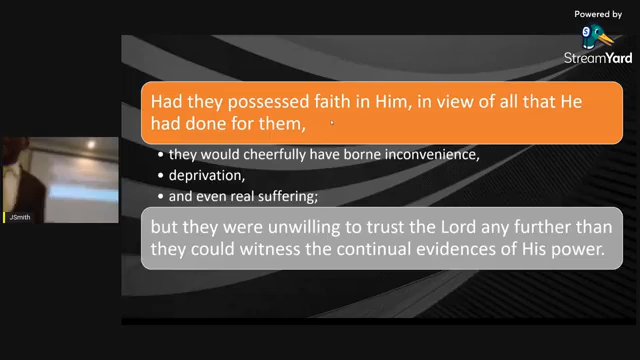 Powered by
StreamYard
Had they possessed faith in Him, in view of all that He
had done for them,
• they would cheerfully have borne inconvenience,
• deprivation,
• and even real suffering;
but they were unwilling to trust the Lord any further than
they could witness the continual evidences of His power.
JSmith